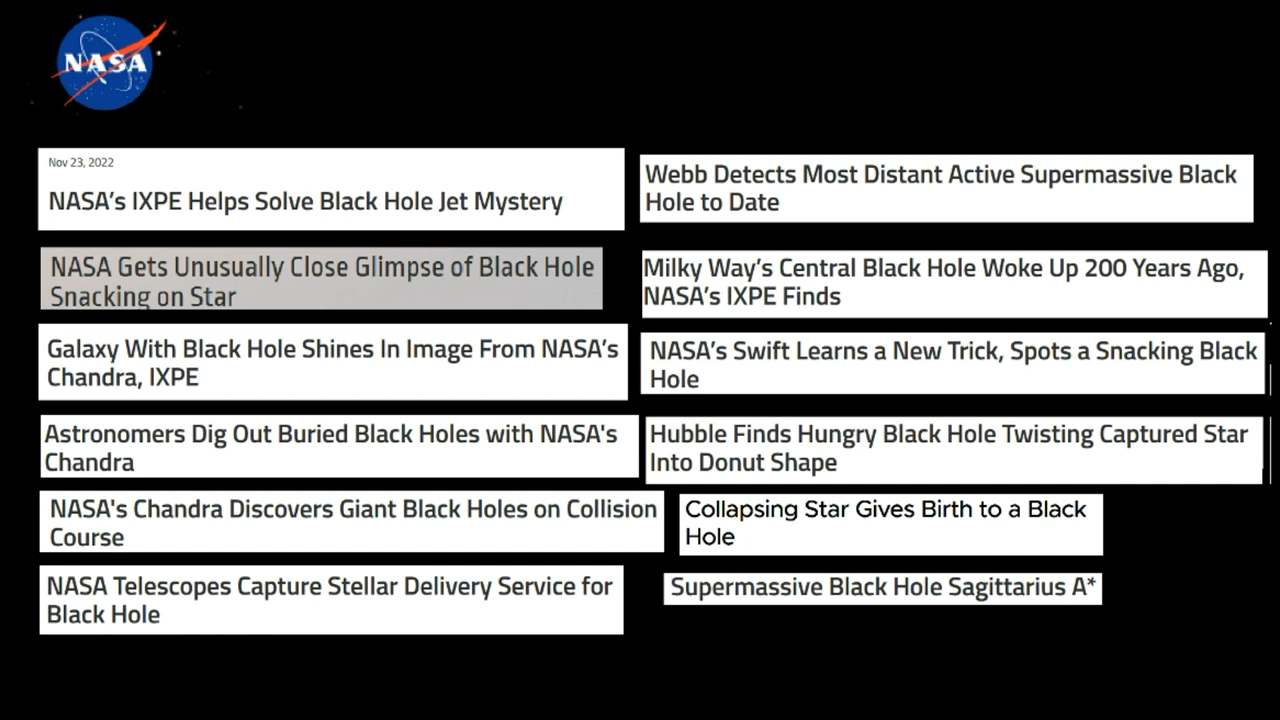 NASA
Nov 23, 2022
NASA’s IXPE Helps Solve Black Hole Jet Mystery
NASA Gets Unusually Close Glimpse of Black Hole
Snacking on Star
Galaxy With Black Hole Shines In Image From NASA’s
Chandra, IXPE
Astronomers Dig Out Buried Black Holes with NASA's
Chandra
NASA's Chandra Discovers Giant Black Holes on Collision
Course
NASA Telescopes Capture Stellar Delivery Service for
Black Hole
Webb Detects Most Distant Active Supermassive Black
Hole to Date
Milky Way’s Central Black Hole Woke Up 200 Years Ago,
NASA’s IXPE Finds
NASA’s Swift Learns a New Trick, Spots a Snacking Black
Hole
Hubble Finds Hungry Black Hole Twisting Captured Star
Into Donut Shape
Collapsing Star Gives Birth to a Black
Hole
Supermassive Black Hole Sagittarius A*